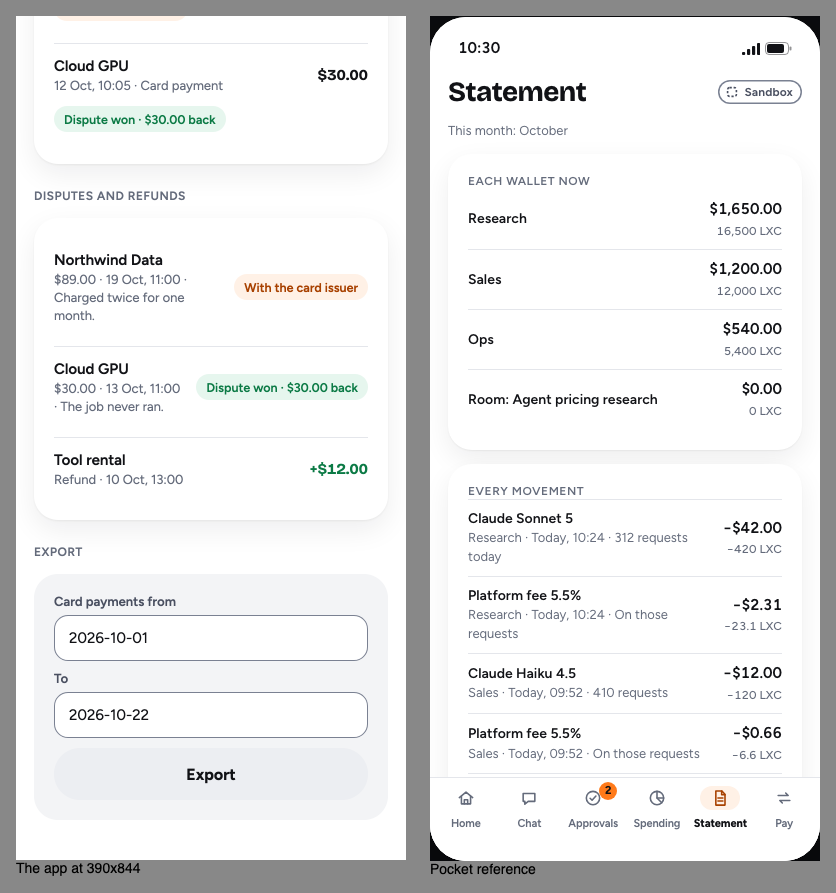 Cloud GPU
12 Oct, 10:05 · Card payment
$30.00
Dispute won · $30.00 back
DISPUTES AND REFUNDS
Northwind Data
$89.00 · 19 Oct, 11:00 ·
Charged twice for one
month.
With the card issuer
Cloud GPU
$30.00 · 13 Oct, 11:00
· The job never ran.
Dispute won · $30.00 back
Tool rental
Refund · 10 Oct, 13:00
+$12.00
EXPORT
Card payments from
2026-10-01
To
2026-10-22
Export
The app at 390x844
10:30
Statement
Sandbox
This month: October
EACH WALLET NOW
Research
$1,650.00
16,500 LXC
Sales
$1,200.00
12,000 LXC
Ops
$540.00
5,400 LXC
Room: Agent pricing research
$0.00
0 LXC
EVERY MOVEMENT
Claude Sonnet 5
Research · Today, 10:24 · 312 requests
today
-$42.00
-420 LXC
Platform fee 5.5%
Research · Today, 10:24 · On those
requests
-$2.31
-23.1 LXC
Claude Haiku 4.5
Sales · Today, 09:52 · 410 requests
-$12.00
-120 LXC
Platform fee 5.5%
Sales · Today, 09:52 · On those requests
-$0.66
-6.6 LXC
2
Home
Chat
Approvals
Spending
Statement
Pay
Pocket reference